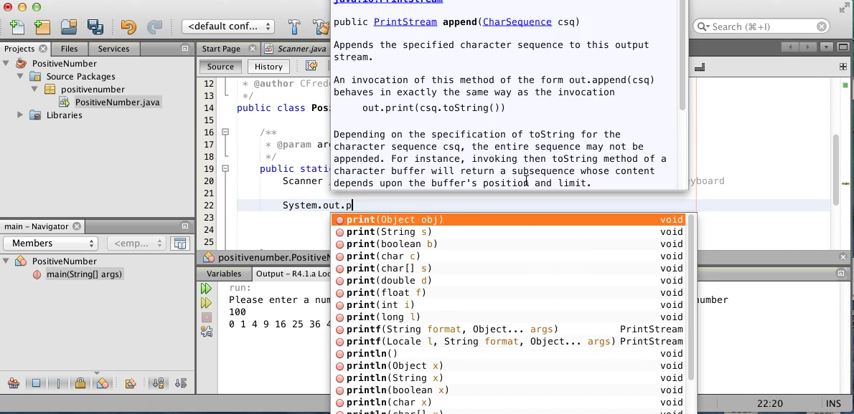 java.io.PrintStream
public PrintStream append(CharSequence csq)
Appends the specified character sequence to this output
stream.
An invocation of this method of the form out.append(csq)
behaves in exactly the same way as the invocation
out.print(csq.toString())
Depending on the specification of toString for the
character sequence csq, the entire sequence may not be
appended. For instance, invoking then toString method of a
character buffer will return a subsequence whose content
depends upon the buffer's position and limit.
<default conf...
Search (⌘+I)
Projects
Files
Services
Start Page
Scanner.java
PositiveNumber
Source Packages
positivenumber
PositiveNumber.java
Libraries
Source
History
12 * @author CFred
13 */
14 public class Pos
15
16 /**
17 * @param ar
18 */
19 public stati
20 Scanner
eyboard
21
22 System.out.p
23
24
25
print(Object obj) void
print(String s) void
print(boolean b) void
print(char c) void
print(char[] s) void
print(double d) void
print(float f) void
print(int i) void
print(long l) void
printf(String format, Object... args) PrintStream
printf(Locale l, String format, Object... args) PrintStream
println() void
println(Object x) void
println(String x) void
println(boolean x) void
println(char x) void
println(char[] x) void
main - Navigator
Members
<emp...
PositiveNumber
main(String[] args)
positivenumber.PositiveN
Variables
Output - R4.1.a Loo
run:
Please enter a num
number
100
0 1 4 9 16 25 36 4
22:20
INS